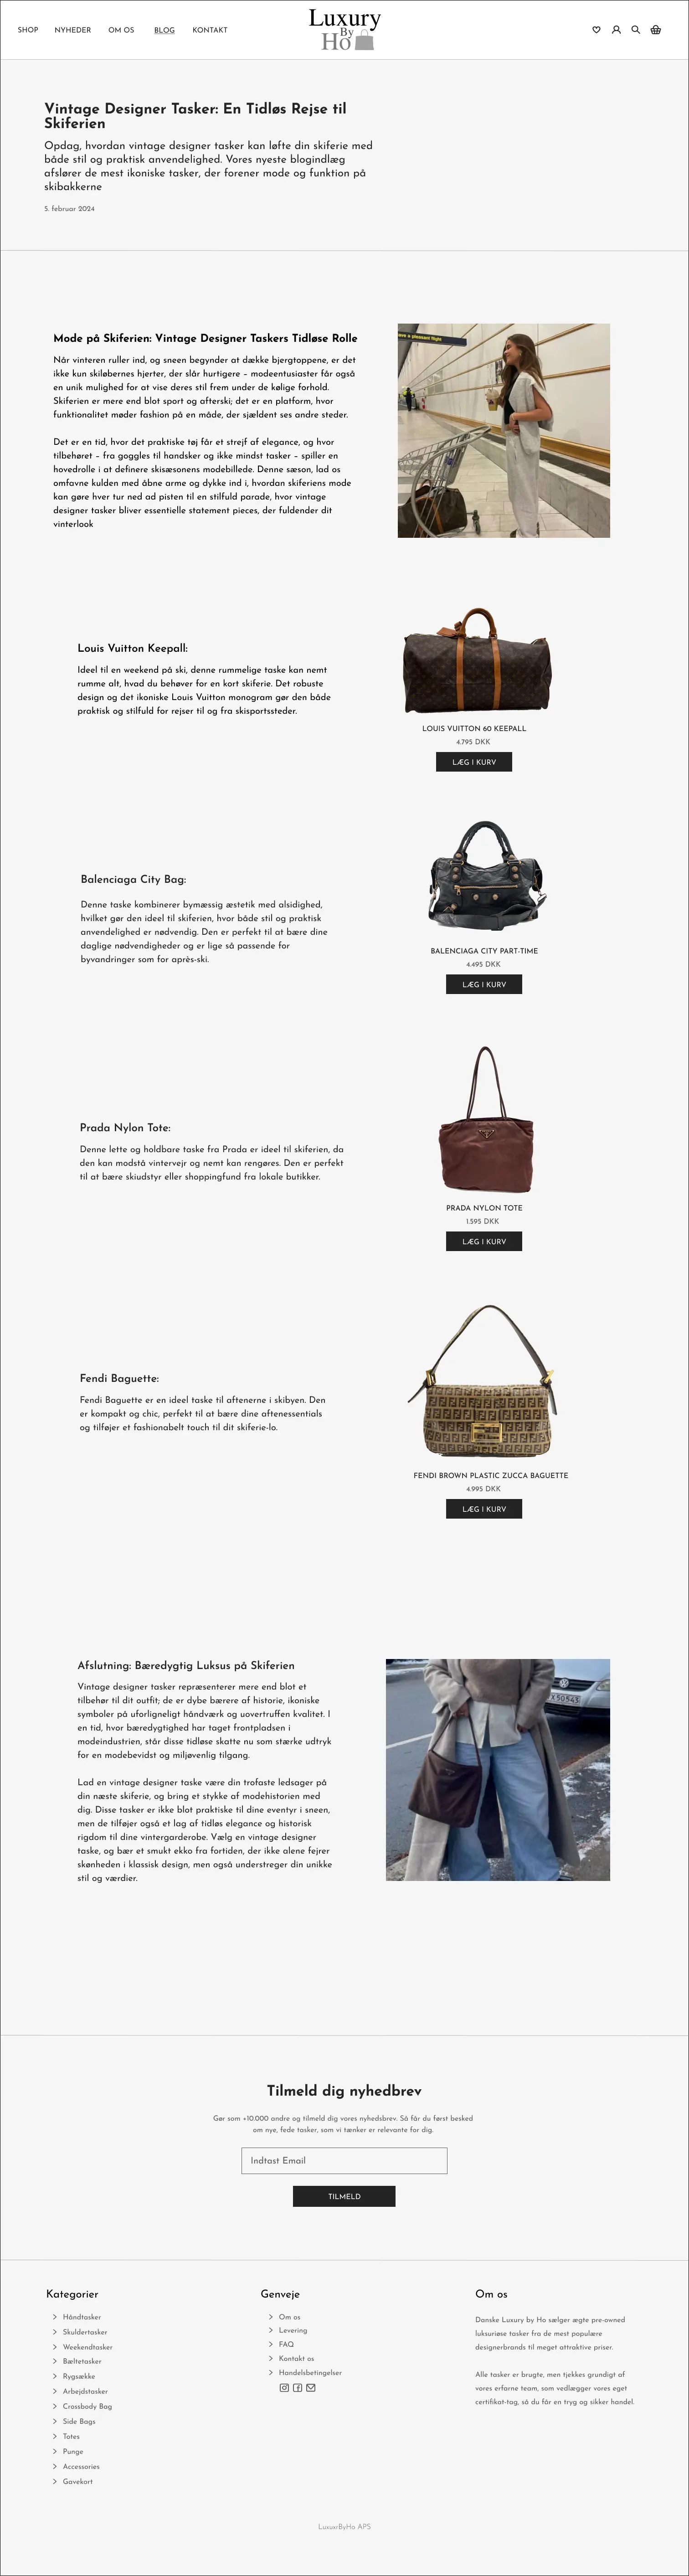 SHOP NYHEDER OM OS BLOG KONTAKT
Luxury
By
Ho
Vintage Designer Tasker: En Tidløs Rejse til
Skiferien
Opdag, hvordan vintage designer tasker kan løfte din skiferie med
både stil og praktisk anvendelighed. Vores nyeste blogindlæg
afslører de mest ikoniske tasker, der forener mode og funktion på
skibakkerne
5. februar 2024
Mode på Skiferien: Vintage Designer Taskers Tidløse Rolle
Når vinteren ruller ind, og sneen begynder at dække bjergtoppene, er det
ikke kun skiløbernes hjerter, der slår hurtigere – modeentusiaster får også
en unik mulighed for at vise deres stil frem under de kølige forhold.
Skiferien er mere end blot sport og afterski; det er en platform, hvor
funktionalitet møder fashion på en måde, der sjældent ses andre steder.
Det er en tid, hvor det praktiske tøj får et strejf af elegance, og hvor
tilbehøret – fra goggles til handsker og ikke mindst tasker – spiller en
hovedrolle i at definere skisæsonens modebillede. Denne sæson, lad os
omfavne kulden med åbne arme og dykke ind i, hvordan skiferiens mode
kan gøre hver tur ned ad pisten til en stilfuld parade, hvor vintage
designer tasker bliver essentielle statement pieces, der fuldender dit
vinterlook
ave a pleasant flight
Louis Vuitton Keepall:
Ideel til en weekend på ski, denne rummelige taske kan nemt
rumme alt, hvad du behøver for en kort skiferie. Det robuste
design og det ikoniske Louis Vuitton monogram gør den både
praktisk og stilfuld for rejser til og fra skisportssteder.
LOUIS VUITTON 60 KEEPALL
4.795 DKK
LÆG I KURV
Balenciaga City Bag:
Denne taske kombinerer bymæssig æstetik med alsidighed,
hvilket gør den ideel til skiferien, hvor både stil og praktisk
anvendelighed er nødvendig. Den er perfekt til at bære dine
daglige nødvendigheder og er lige så passende for
byvandringer som for après-ski.
BALENCIAGA CITY PART-TIME
4.495 DKK
LÆG I KURV
Prada Nylon Tote:
Denne lette og holdbare taske fra Prada er ideel til skiferien, da
den kan modstå vintervejr og nemt kan rengøres. Den er perfekt
til at bære skiudstyr eller shoppingfund fra lokale butikker.
PRADA NYLON TOTE
1.595 DKK
LÆG I KURV
Fendi Baguette:
Fendi Baguette er en ideel taske til aftenerne i skibyen. Den
er kompakt og chic, perfekt til at bære dine aftenessentials
og tilføjer et fashionabelt touch til dit skiferie-lo.
FENDI BROWN PLASTIC ZUCCA BAGUETTE
4.995 DKK
LÆG I KURV
Afslutning: Bæredygtig Luksus på Skiferien
Vintage designer tasker repræsenterer mere end blot et
tilbehør til dit outfit; de er dybe bærere af historie, ikoniske
symboler på uforligneligt håndværk og uovertruffen kvalitet. I
en tid, hvor bæredygtighed har taget frontpladsen i
modeindustrien, står disse tidløse skatte nu som stærke udtryk
for en modebevidst og miljøvenlig tilgang.
Lad en vintage designer taske være din trofaste ledsager på
din næste skiferie, og bring et stykke af modehistorien med
dig. Disse tasker er ikke blot praktiske til dine eventyr i sneen,
men de tilføjer også et lag af tidløs elegance og historisk
rigdom til dine vintergarderobe. Vælg en vintage designer
taske, og bær et smukt ekko fra fortiden, der ikke alene fejrer
skønheden i klassisk design, men også understreger din unikke
stil og værdier.
Tilmeld dig nyhedbrev
Gør som +10.000 andre og tilmeld dig vores nyhedsbrev. Så får du først besked
om nye, fede tasker, som vi tænker er relevante for dig.
Indtast Email
TILMELD
Kategorier
Håndtasker
Skuldertasker
Weekendtasker
Bæltetasker
Rygsække
Arbejdstasker
Crossbody Bag
Side Bags
Totes
Punge
Accessories
Gavekort
Genveje
Om os
Levering
FAQ
Kontakt os
Handelsbetingelser
Om os
Danske Luxury by Ho sælger ægte pre-owned
luksuriøse tasker fra de mest populære
designerbrands til meget attraktive priser.
Alle tasker er brugte, men tjekkes grundigt af
vores erfarne team, som vedlægger vores eget
certifikat-tag, så du får en tryg og sikker handel.
LuxuxrByHo APS